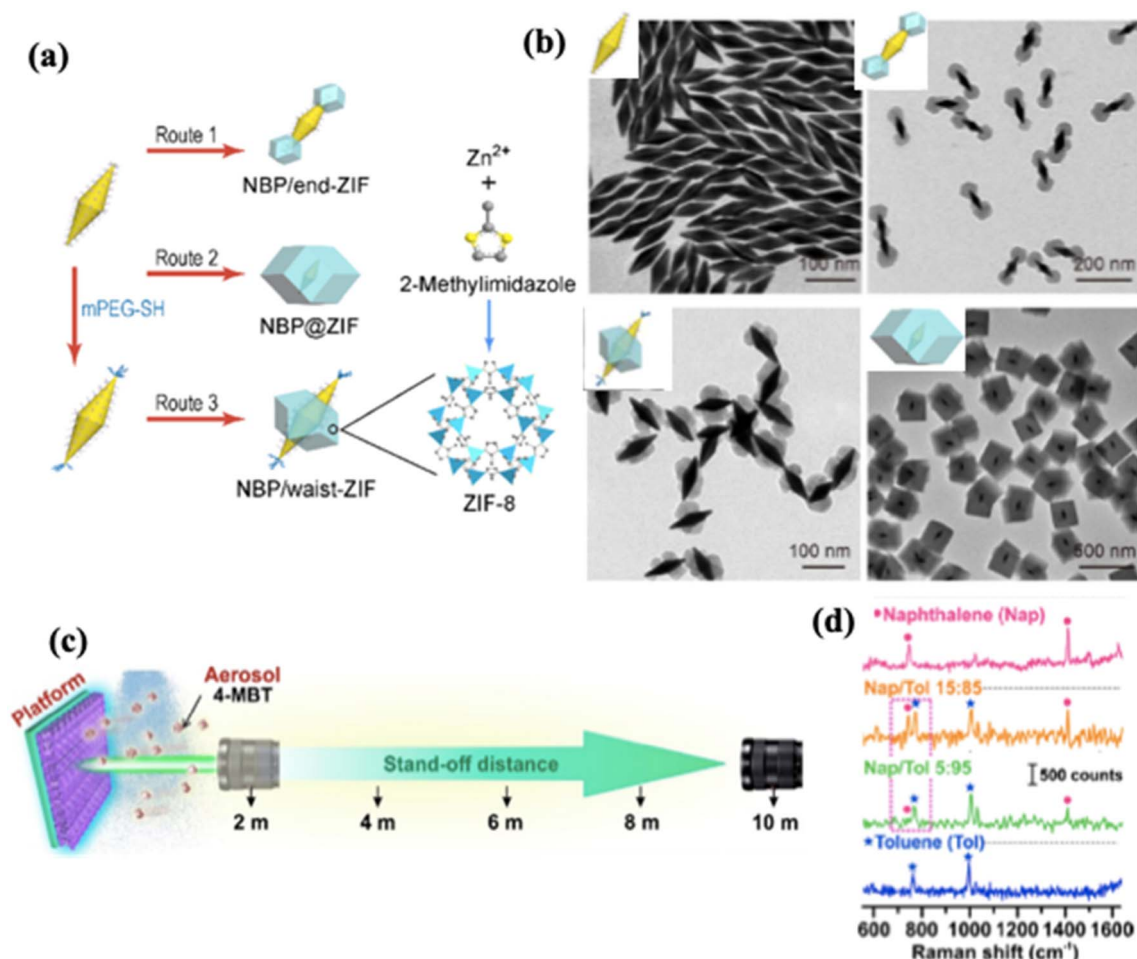 (a)
Route 1
NBP/end-ZIF
Route 2
NBP@ZIF
mPEG-SH
Route 3
NBP/waist-ZIF
Zn2+
+
2-Methylimidazole
ZIF-8
(b)
100 nm
200 nm
100 nm
500 nm
(c)
Platform
Aerosol
4-MBT
Stand-off distance
2 m
4 m
6 m
8 m
10 m
(d)
Naphthalene (Nap)
Nap/Tol 15:85
Nap/Tol 5:95
500 counts
Toluene (Tol)
600 800 1000 1200 1400 1600
Raman shift (cm-1)